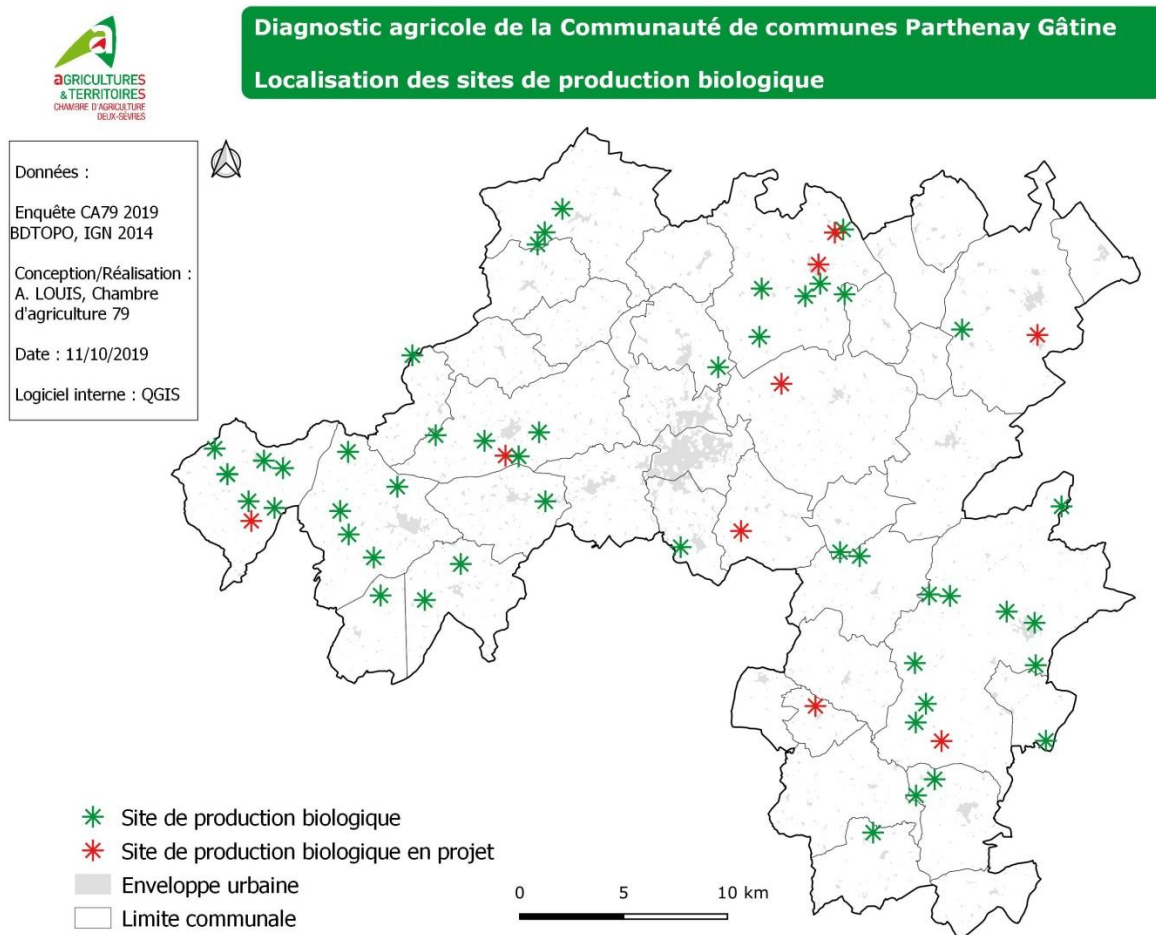 aGRICULTURES
& TERRITOIRES
CHAMBRE D'AGRICULTURE
DEUX-SÈVRES
Diagnostic agricole de la Communauté de communes Parthenay Gâtine
Localisation des sites de production biologique
Données :
Enquête CA79 2019
BDTOPO, IGN 2014
Conception/Réalisation :
A. LOUIS, Chambre
d'agriculture 79
Date : 11/10/2019
Logiciel interne : QGIS
Site de production biologique
Site de production biologique en projet
Enveloppe urbaine
Limite communale
0 5 10 km